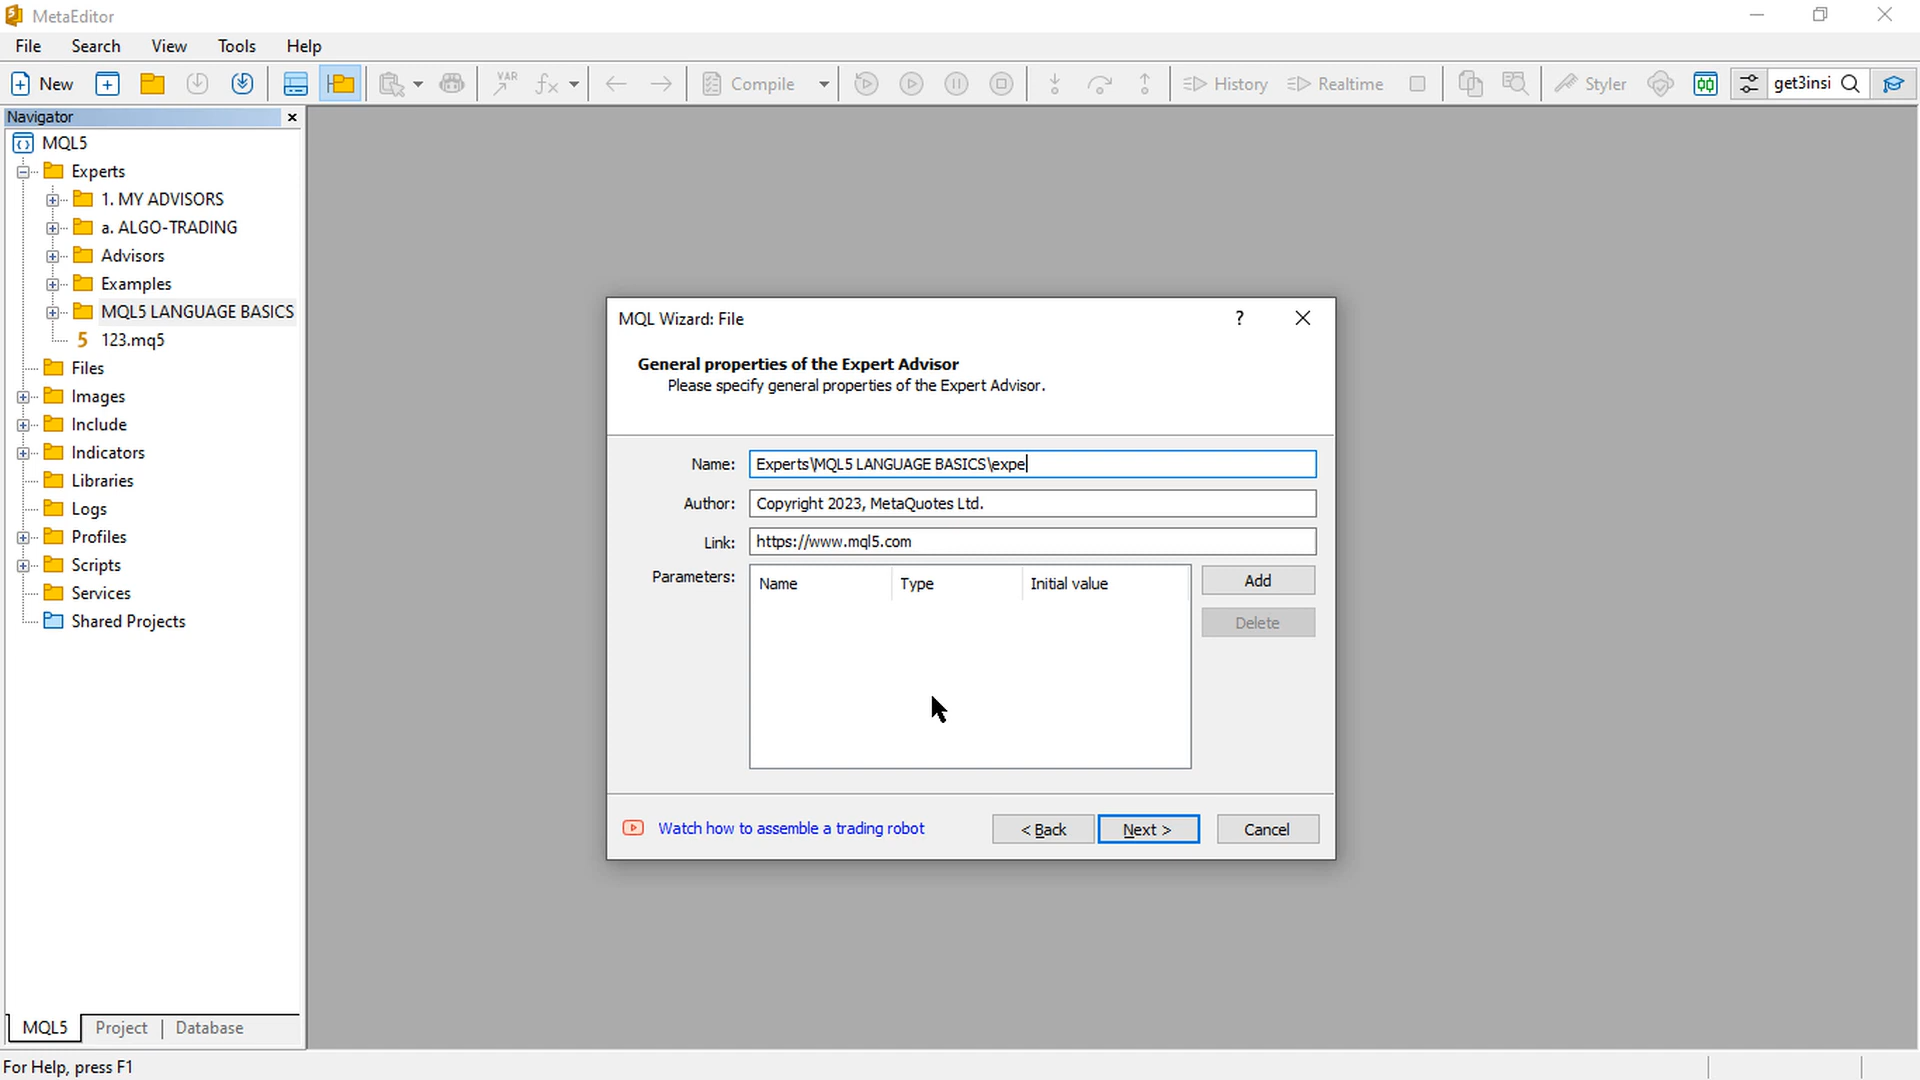 MetaEditor
File Search View Tools Help
New VAR Compile History Realtime Styler get3insi
Navigator
MQL5
Experts
1. MY ADVISORS
a. ALGO-TRADING
Advisors
Examples
MQL5 LANGUAGE BASICS
5 123.mq5
Files
Images
Include
Indicators
Libraries
Logs
Profiles
Scripts
Services
Shared Projects
MQL5 Project Database
For Help, press F1
MQL Wizard: File
General properties of the Expert Advisor
Please specify general properties of the Expert Advisor.
Name: Experts\MQL5 LANGUAGE BASICS\expe
Author: Copyright 2023, MetaQuotes Ltd.
Link: https://www.mql5.com
Parameters: Name Type Initial value
Add
Delete
Watch how to assemble a trading robot
< Back Next > Cancel